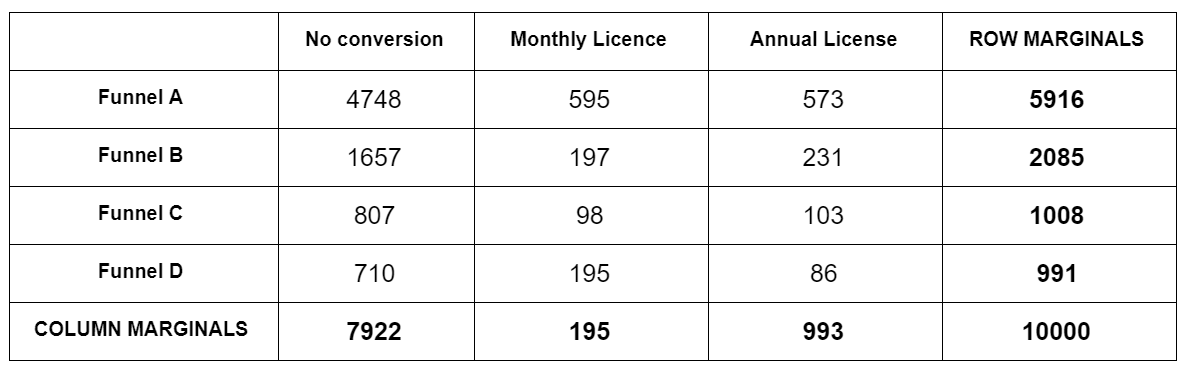 No conversion Monthly Licence Annual License ROW MARGINALS
Funnel A 4748 595 573 5916
Funnel B 1657 197 231 2085
Funnel C 807 98 103 1008
Funnel D 710 195 86 991
COLUMN MARGINALS 7922 195 993 10000